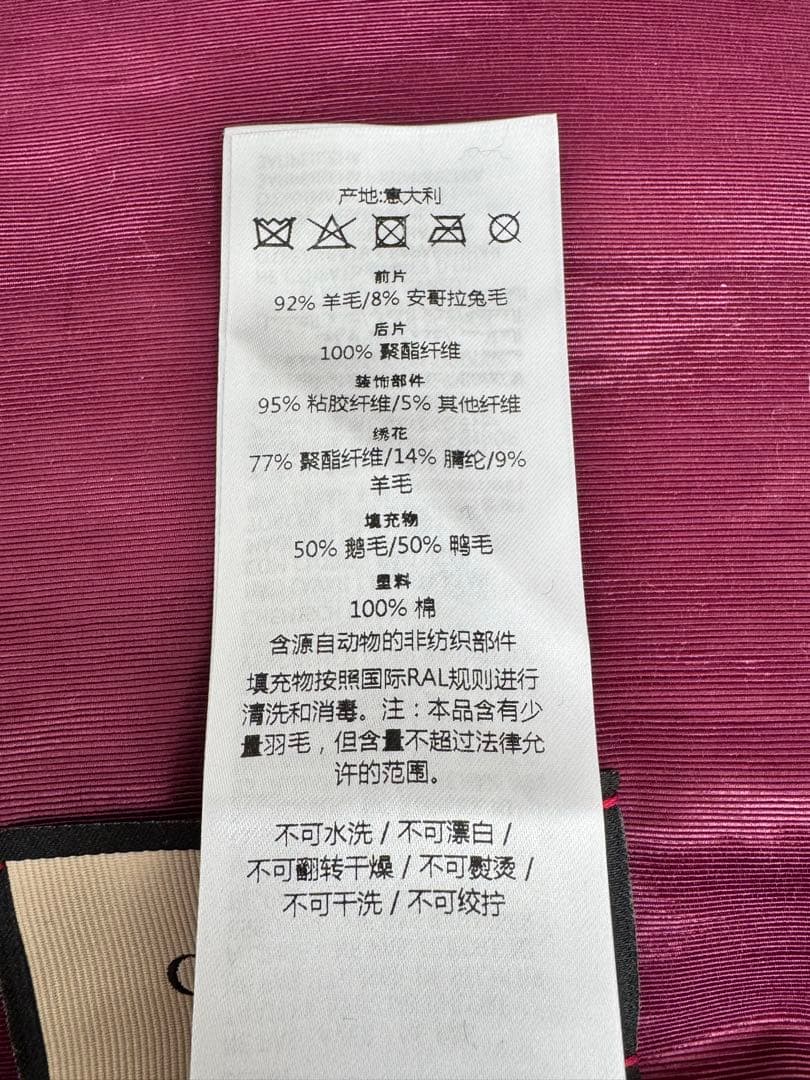 产地:意大利
前片
92% 羊毛/8% 安哥拉兔毛
后片
100% 聚酯纤维
装饰部件
95% 粘胶纤维/5% 其他纤维
绣花
77% 聚酯纤维/14% 腈纶/9%
羊毛
填充物
50% 鹅毛/50% 鸭毛
塑料
100% 棉
含源自动物的非纺织部件
填充物按照国际RAL规则进行
清洗和消毒。注：本品含有少
量羽毛，但含量不超过法律允
许的范围。
不可水洗 / 不可漂白 /
不可翻转干燥 / 不可熨烫 /
不可干洗 / 不可绞拧